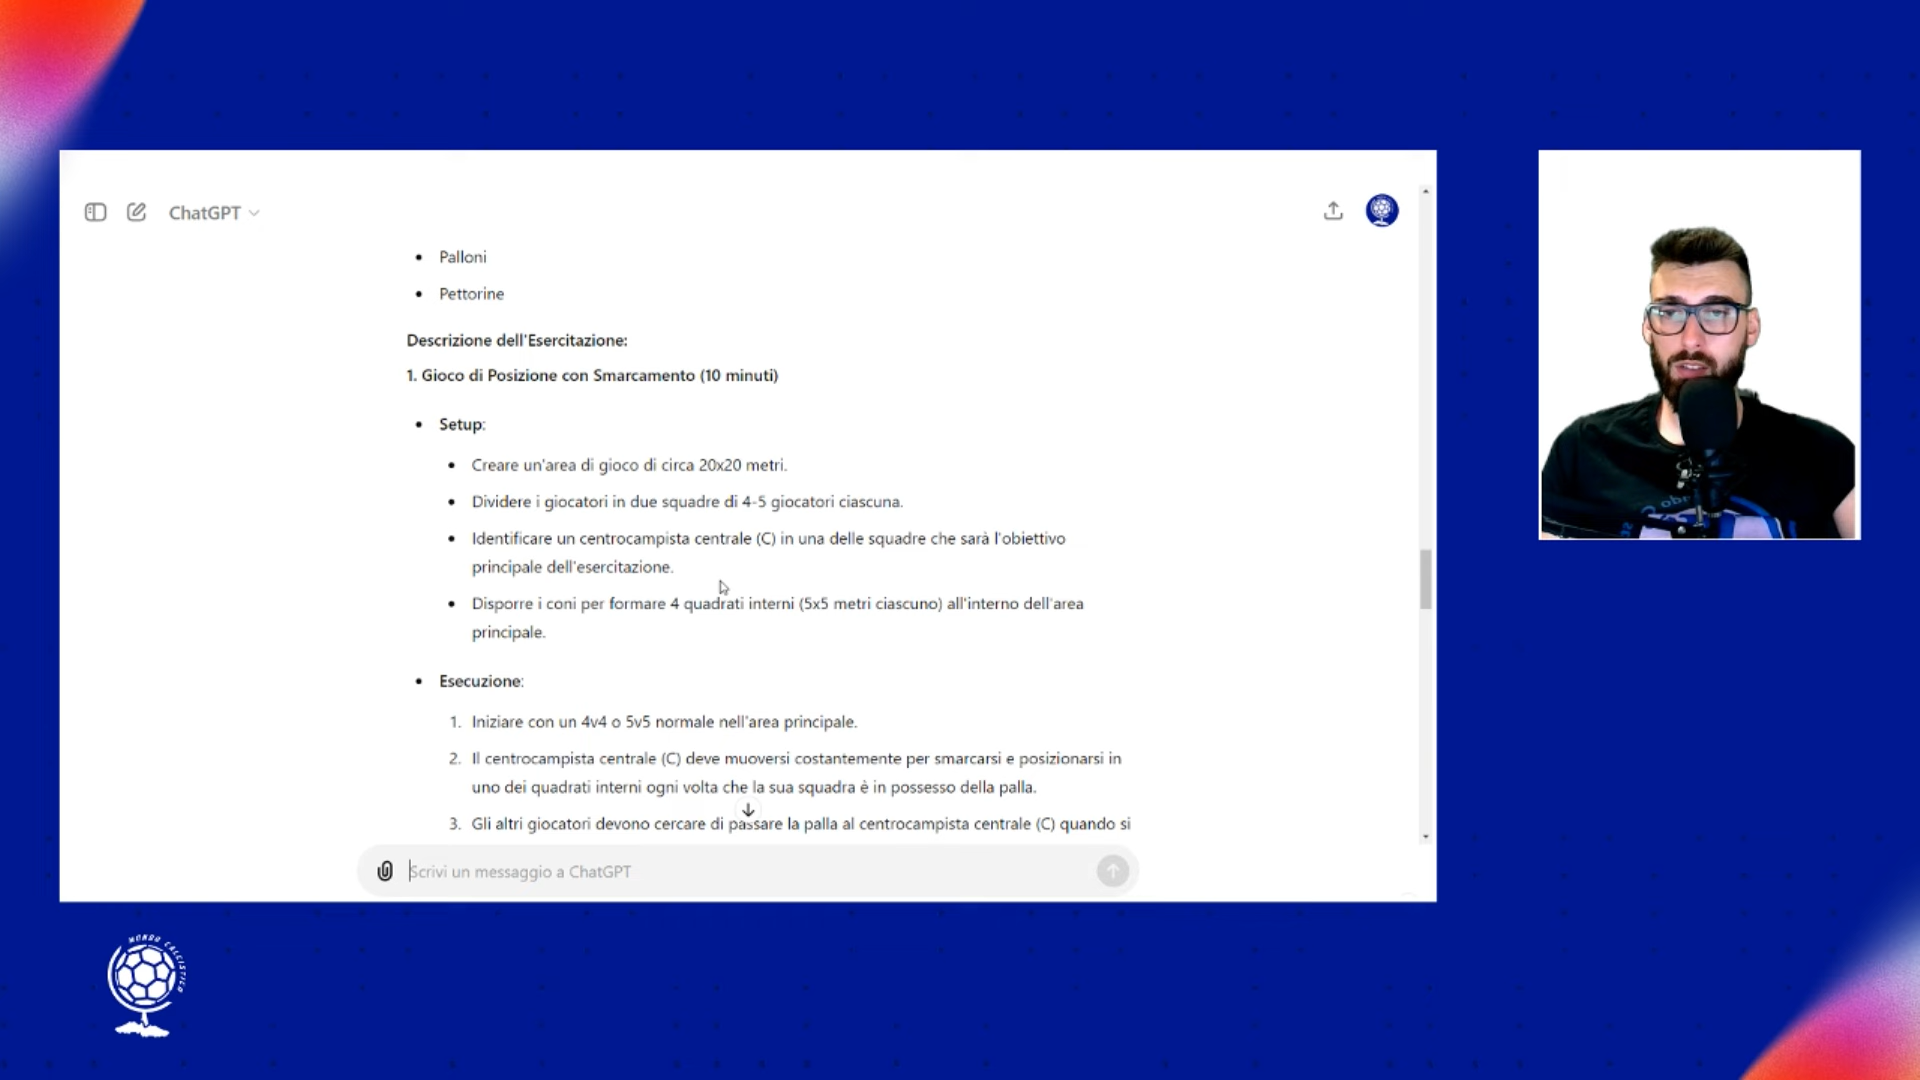 ChatGPT
Palloni
Pettorine
Descrizione dell'Esercitazione:
1. Gioco di Posizione con Smarcamento (10 minuti)
Setup:
Creare un'area di gioco di circa 20x20 metri.
Dividere i giocatori in due squadre di 4-5 giocatori ciascuna.
Identificare un centrocampista centrale (C) in una delle squadre che sarà l'obiettivo
principale dell'esercitazione.
Disporre i coni per formare 4 quadrati interni (5x5 metri ciascuno) all'interno dell'area
principale.
Esecuzione:
1. Iniziare con un 4v4 o 5v5 normale nell'area principale.
2. Il centrocampista centrale (C) deve muoversi costantemente per smarcarsi e posizionarsi in
uno dei quadrati interni ogni volta che la sua squadra è in possesso della palla.
3. Gli altri giocatori devono cercare di passare la palla al centrocampista centrale (C) quando si
Scrivi un messaggio a ChatGPT
MONDO CALCISTICO